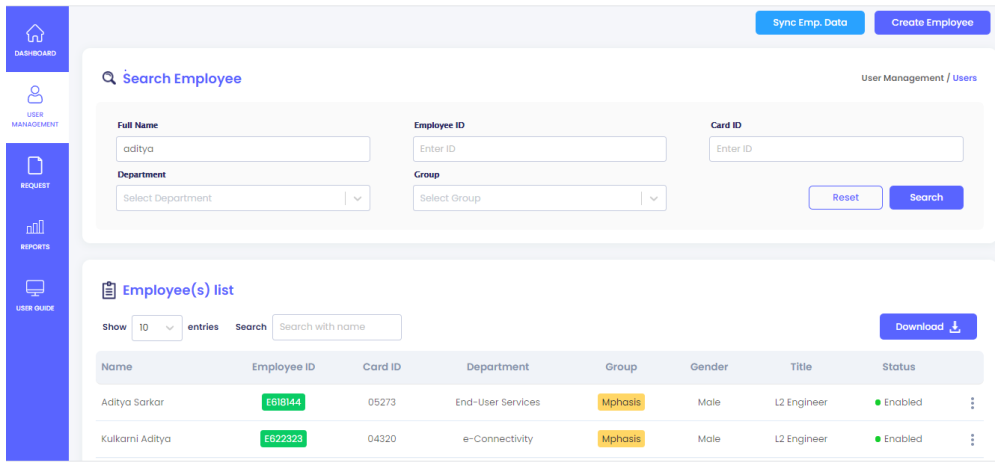 Sync Emp. Data Create Employee
DASHBOARD
USER
MANAGEMENT
REQUEST
REPORTS
USER GUIDE
Search Employee
User Management / Users
Full Name Employee ID Card ID
aditya Enter ID Enter ID
Department Group
Select Department Select Group Reset Search
Employee(s) list
Show 10 entries Search Search with name Download
Name Employee ID Card ID Department Group Gender Title Status
Aditya Sarkar E618144 05273 End-User Services Mphasis Male L2 Engineer Enabled
Kulkarni Aditya E622323 04320 e-Connectivity Mphasis Male L2 Engineer Enabled